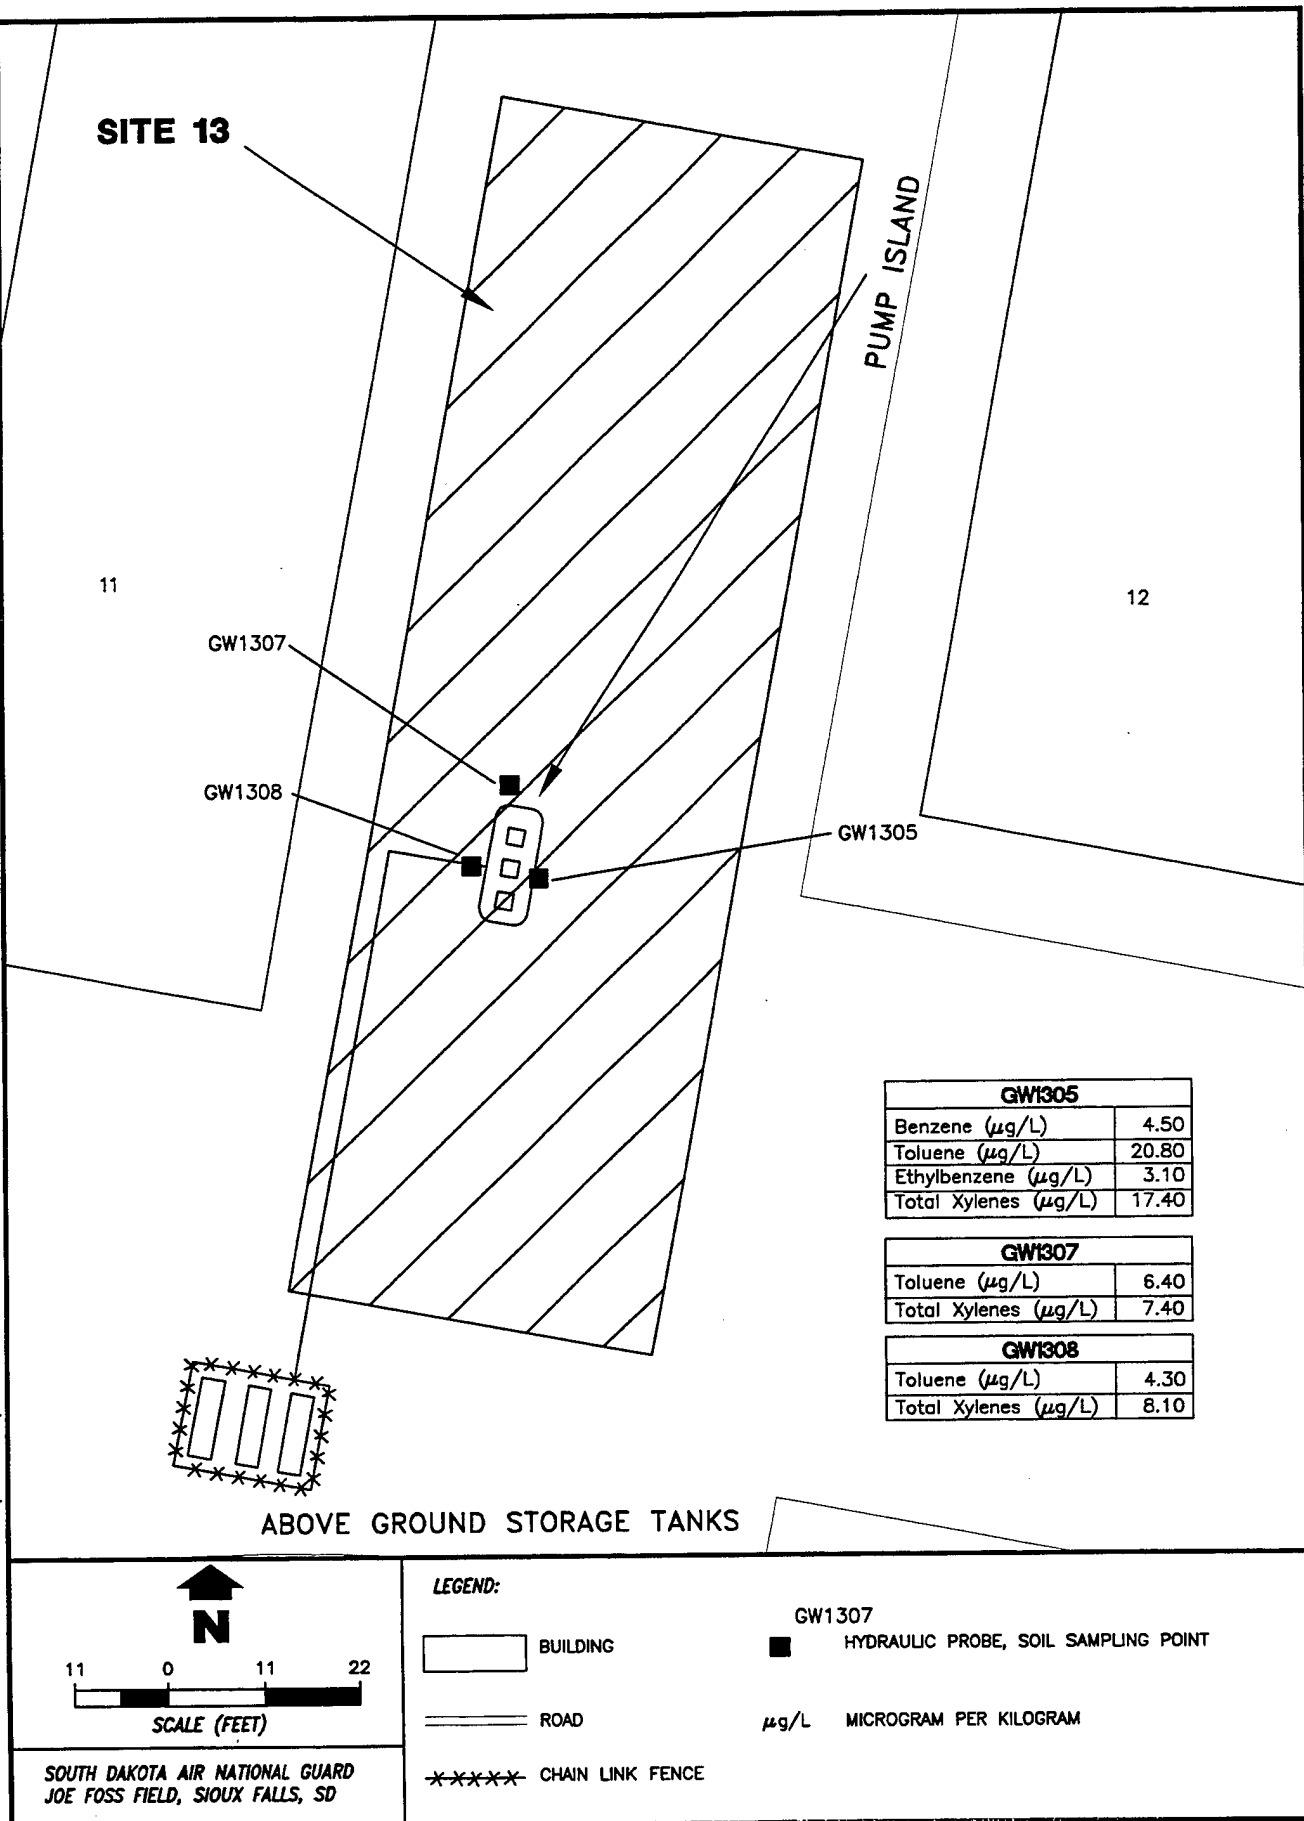 SITE 13
PUMP ISLAND
11
12
GW1307
GW1308
GW1305
GW1305
Benzene (µg/L) 4.50
Toluene (µg/L) 20.80
Ethylbenzene (µg/L) 3.10
Total Xylenes (µg/L) 17.40
GW1307
Toluene (µg/L) 6.40
Total Xylenes (µg/L) 7.40
GW1308
Toluene (µg/L) 4.30
Total Xylenes (µg/L) 8.10
ABOVE GROUND STORAGE TANKS
N
11 0 11 22
SCALE (FEET)
SOUTH DAKOTA AIR NATIONAL GUARD
JOE FOSS FIELD, SIOUX FALLS, SD
LEGEND:
BUILDING
ROAD
CHAIN LINK FENCE
GW1307
HYDRAULIC PROBE, SOIL SAMPLING POINT
µg/L MICROGRAM PER KILOGRAM